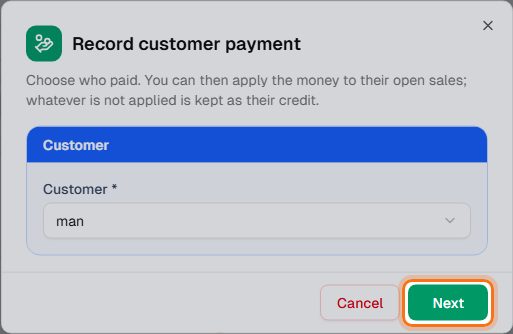 Record customer payment
Choose who paid. You can then apply the money to their open sales;
whatever is not applied is kept as their credit.
Customer
Customer *
man
Cancel
Next